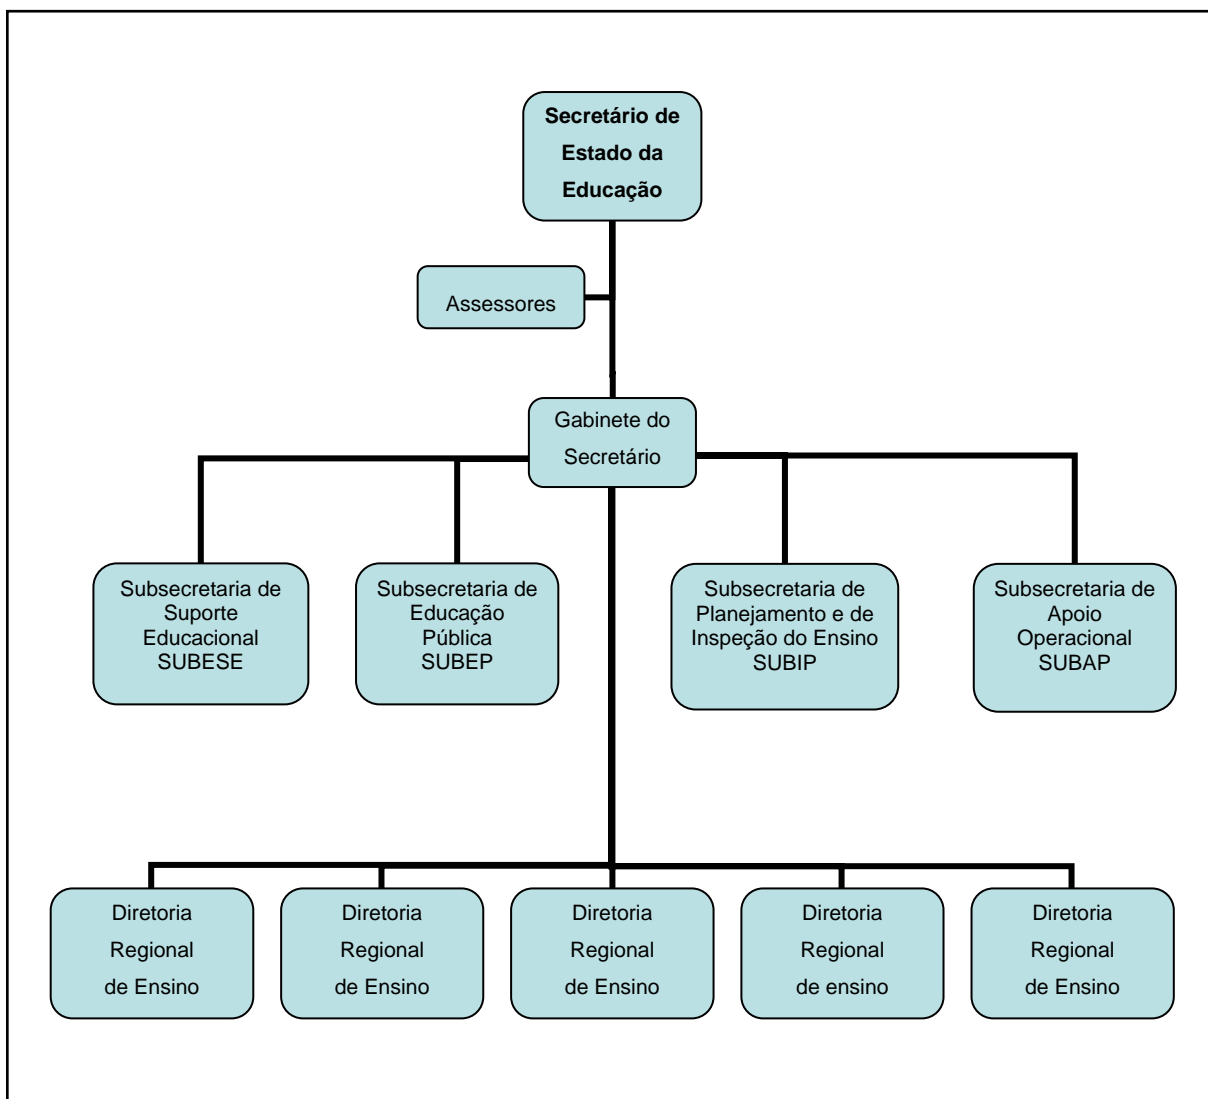 Secretário de
Estado da
Educação
Assessores
Gabinete do
Secretário
Subsecretaria de
Suporte
Educacional
SUBESE
Subsecretaria de
Educação
Pública
SUBEP
Subsecretaria de
Planejamento e de
Inspeção do Ensino
SUBIP
Subsecretaria de
Apoio
Operacional
SUBAP
Diretoria
Regional
de Ensino
Diretoria
Regional
de Ensino
Diretoria
Regional
de Ensino
Diretoria
Regional
de ensino
Diretoria
Regional
de Ensino